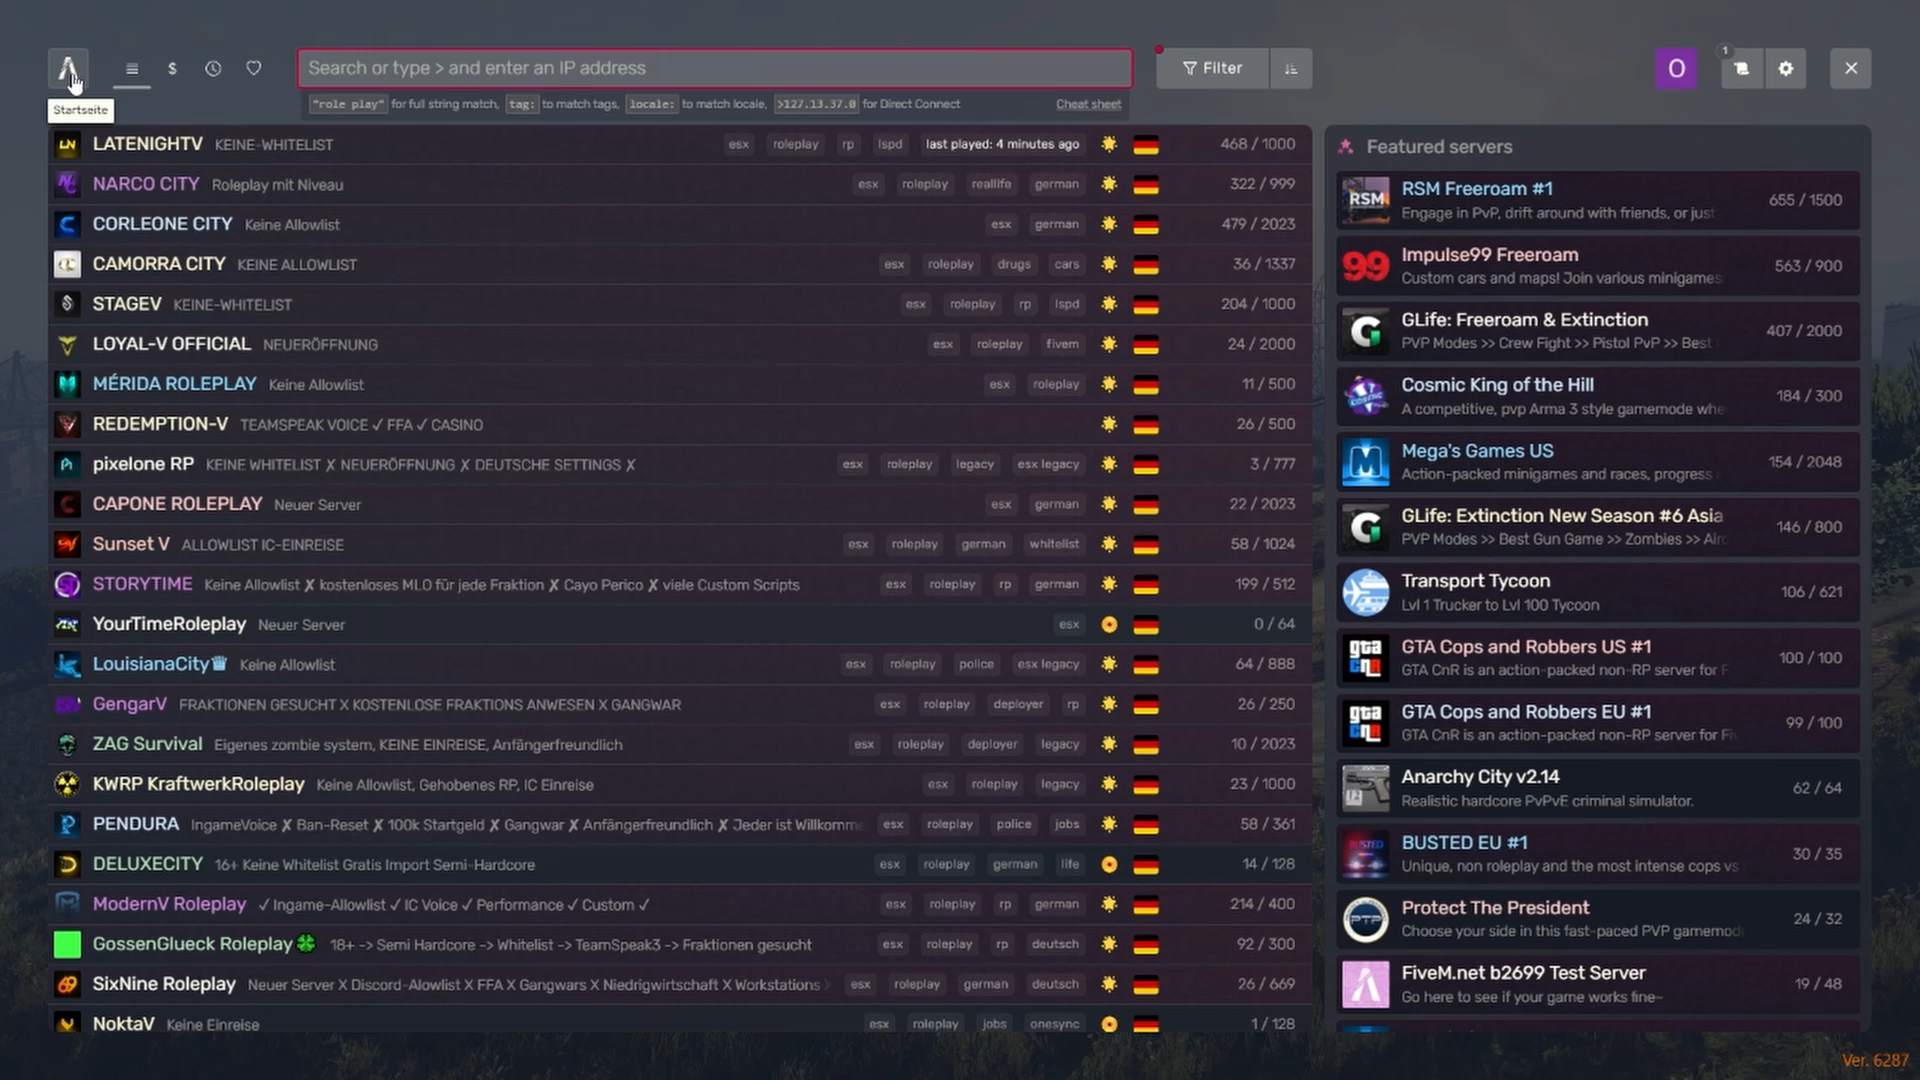 $
Search or type > and enter an IP address
Filter
O
1
Startseite
"role play" for full string match, tag: to match tags, locale: to match locale, >127.13.37.0 for Direct Connect
Cheat sheet
LATENIGHTV KEINE-WHITELIST esx roleplay rp lspd last played: 4 minutes ago 468 / 1000
NARCO CITY Roleplay mit Niveau esx roleplay reallife german 322 / 999
CORLEONE CITY Keine Allowlist esx german 479 / 2023
CAMORRA CITY KEINE ALLOWLIST esx roleplay drugs cars 36 / 1337
STAGEV KEINE-WHITELIST esx roleplay rp lspd 204 / 1000
LOYAL-V OFFICIAL NEUERÖFFNUNG esx roleplay fivem 24 / 2000
MÉRIDA ROLEPLAY Keine Allowlist esx roleplay 11 / 500
REDEMPTION-V TEAMSPEAK VOICE ✓ FFA ✓ CASINO 26 / 500
pixelone RP KEINE WHITELIST ✗ NEUERÖFFNUNG ✗ DEUTSCHE SETTINGS ✗ esx roleplay legacy esx legacy 3 / 777
CAPONE ROLEPLAY Neuer Server esx german 22 / 2023
Sunset V ALLOWLIST IC-EINREISE esx roleplay german whitelist 58 / 1024
STORYTIME Keine Allowlist ✗ kostenloses MLO für jede Fraktion ✗ Cayo Perico ✗ viele Custom Scripts esx roleplay rp german 199 / 512
YourTimeRoleplay Neuer Server esx 0 / 64
LouisianaCity♛ Keine Allowlist esx roleplay police esx legacy 64 / 888
GengarV FRAKTIONEN GESUCHT X KOSTENLOSE FRAKTIONS ANWESEN X GANGWAR esx roleplay deployer rp 26 / 250
ZAG Survival Eigenes zombie system, KEINE EINREISE, Anfängerfreundlich esx roleplay deployer legacy 10 / 2023
KWRP KraftwerkRoleplay Keine Allowlist, Gehobenes RP, IC Einreise esx roleplay legacy 23 / 1000
PENDURA IngameVoice ✗ Ban-Reset ✗ 100k Startgeld ✗ Gangwar ✗ Anfängerfreundlich ✗ Jeder ist Willkomme esx roleplay police jobs 58 / 361
DELUXECITY 16+ Keine Whitelist Gratis Import Semi-Hardcore esx roleplay german life 14 / 128
ModernV Roleplay ✓ Ingame-Allowlist ✓ IC Voice ✓ Performance ✓ Custom ✓ esx roleplay rp german 214 / 400
GossenGlueck Roleplay🍀 18+ -> Semi Hardcore -> Whitelist -> TeamSpeak3 -> Fraktionen gesucht esx roleplay rp deutsch 92 / 300
SixNine Roleplay Neuer Server X Discord-Alowlist X FFA X Gangwars X Niedrigwirtschaft X Workstations esx roleplay german deutsch 26 / 669
NoktaV Keine Einreise esx roleplay jobs onesync 1 / 128
Featured servers
RSM
RSM Freeroam #1
Engage in PvP, drift around with friends, or just
655 / 1500
99
Impulse99 Freeroam
Custom cars and maps! Join various minigames
563 / 900
GLife: Freeroam & Extinction
PVP Modes >> Crew Fight >> Pistol PvP >> Best
407 / 2000
Cosmic King of the Hill
A competitive, pvp Arma 3 style gamemode whe
184 / 300
Mega's Games US
Action-packed minigames and races, progress
154 / 2048
GLife: Extinction New Season #6 Asia
PVP Modes >> Best Gun Game >> Zombies >> Air
146 / 800
Transport Tycoon
Lvl 1 Trucker to Lvl 100 Tycoon
106 / 621
gta
cnr
GTA Cops and Robbers US #1
GTA CnR is an action-packed non-RP server for F
100 / 100
gta
cnr
GTA Cops and Robbers EU #1
GTA CnR is an action-packed non-RP server for Fi
99 / 100
12
Anarchy City v2.14
Realistic hardcore PvPvE criminal simulator.
62 / 64
BUSTED
BUSTED EU #1
Unique, non roleplay and the most intense cops vs
30 / 35
PTP
Protect The President
Choose your side in this fast-paced PVP gamemod
24 / 32
FiveM.net b2699 Test Server
Go here to see if your game works fine~
19 / 48
Ver. 6287